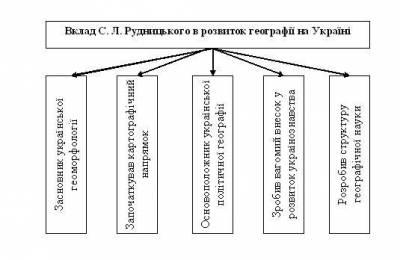 Вклад С. Л. Рудницького в розвиток географії на Україні
Засновник української
геоморфології
Започаткував картографічний
напрямок
Основоположник української
політичної географії
Зробив вагомий внесок у
розвиток українознавства
Розробив структуру
географічної науки